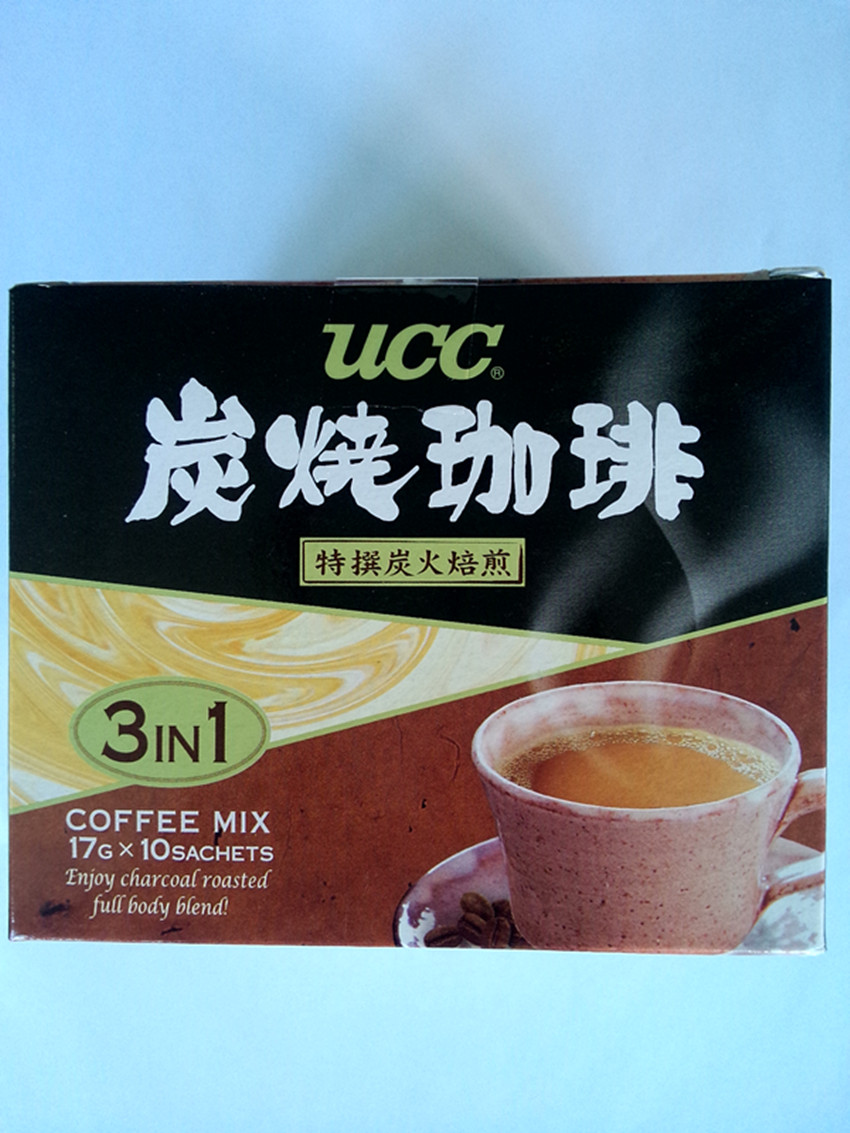 UCC®
炭焼珈琲
特撰炭火焙煎
3IN1
COFFEE MIX
17G × 10SACHETS
Enjoy charcoal roasted
full body blend!